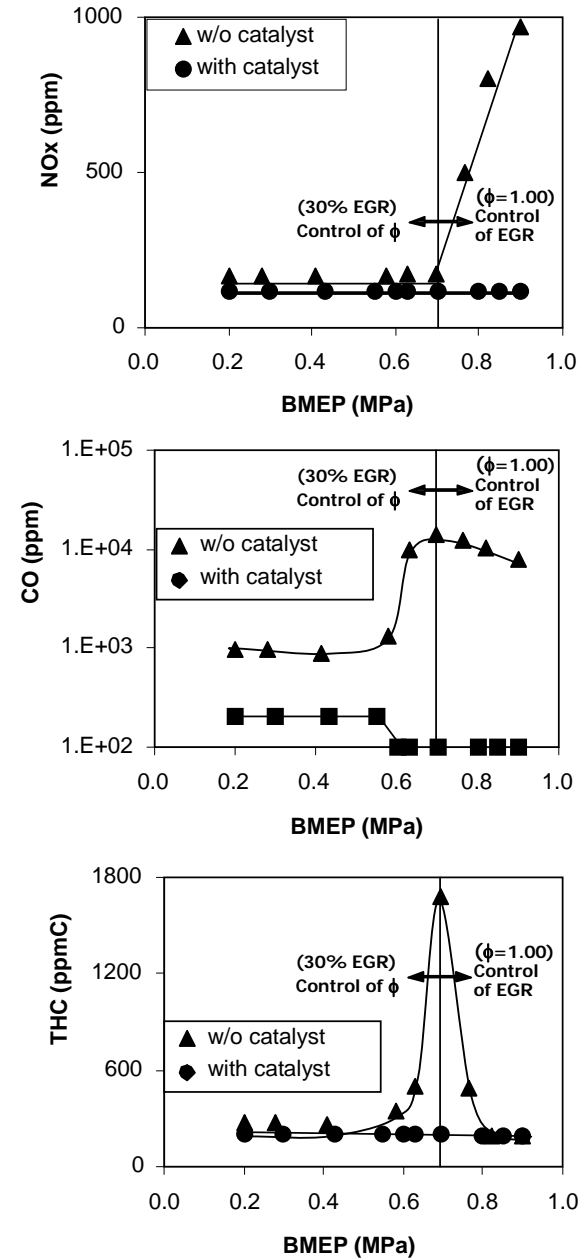 1000
w/o catalyst
with catalyst
NOx (ppm)
500
(30% EGR)
Control of ϕ
(ϕ=1.00)
Control
of EGR
0
0.0 0.2 0.4 0.6 0.8 1.0
BMEP (MPa)
1.E+05
(30% EGR)
Control of ϕ
(ϕ=1.00)
Control
of EGR
w/o catalyst
with catalyst
CO (ppm)
1.E+04
1.E+03
1.E+02
0.0 0.2 0.4 0.6 0.8 1.0
BMEP (MPa)
1800
THC (ppmC)
1200
(30% EGR)
Control of ϕ
(ϕ=1.00)
Control
of EGR
w/o catalyst
with catalyst
600
0
0.0 0.2 0.4 0.6 0.8 1.0
BMEP (MPa)